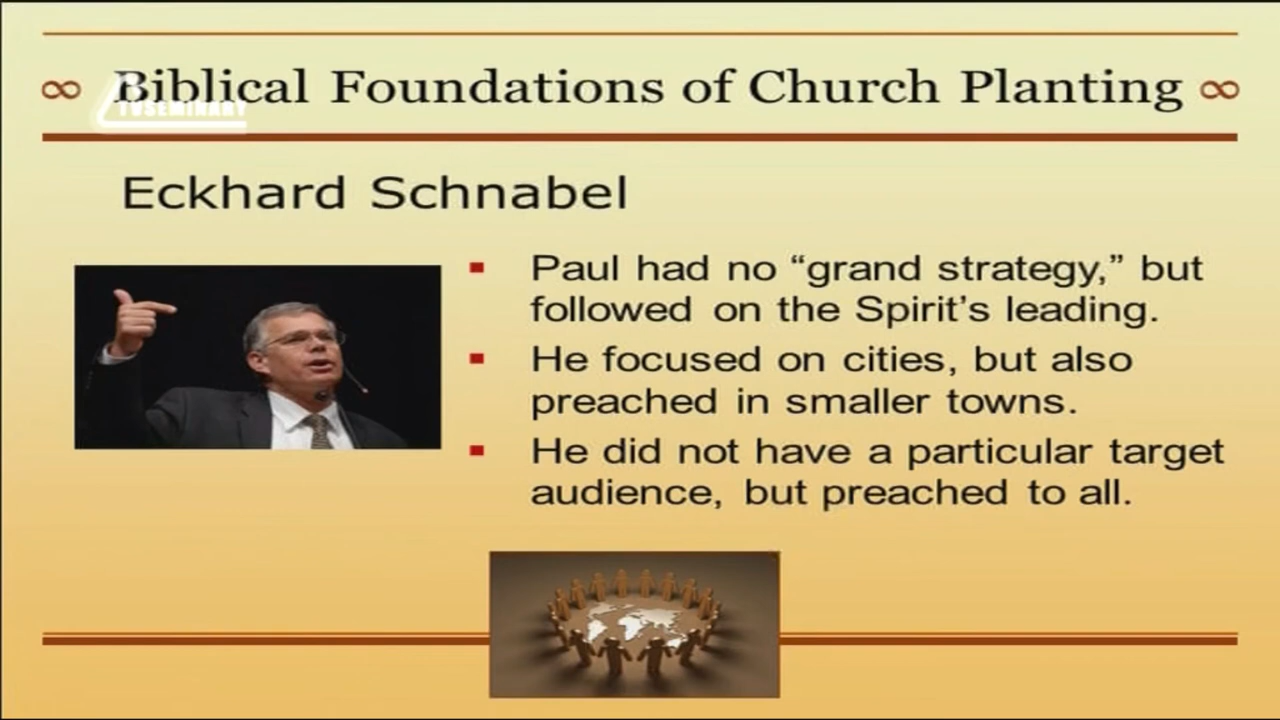 ∞ Biblical Foundations of Church Planting ∞
TVSEMINARY
Eckhard Schnabel
▪ Paul had no “grand strategy,” but
followed on the Spirit’s leading.
▪ He focused on cities, but also
preached in smaller towns.
▪ He did not have a particular target
audience, but preached to all.